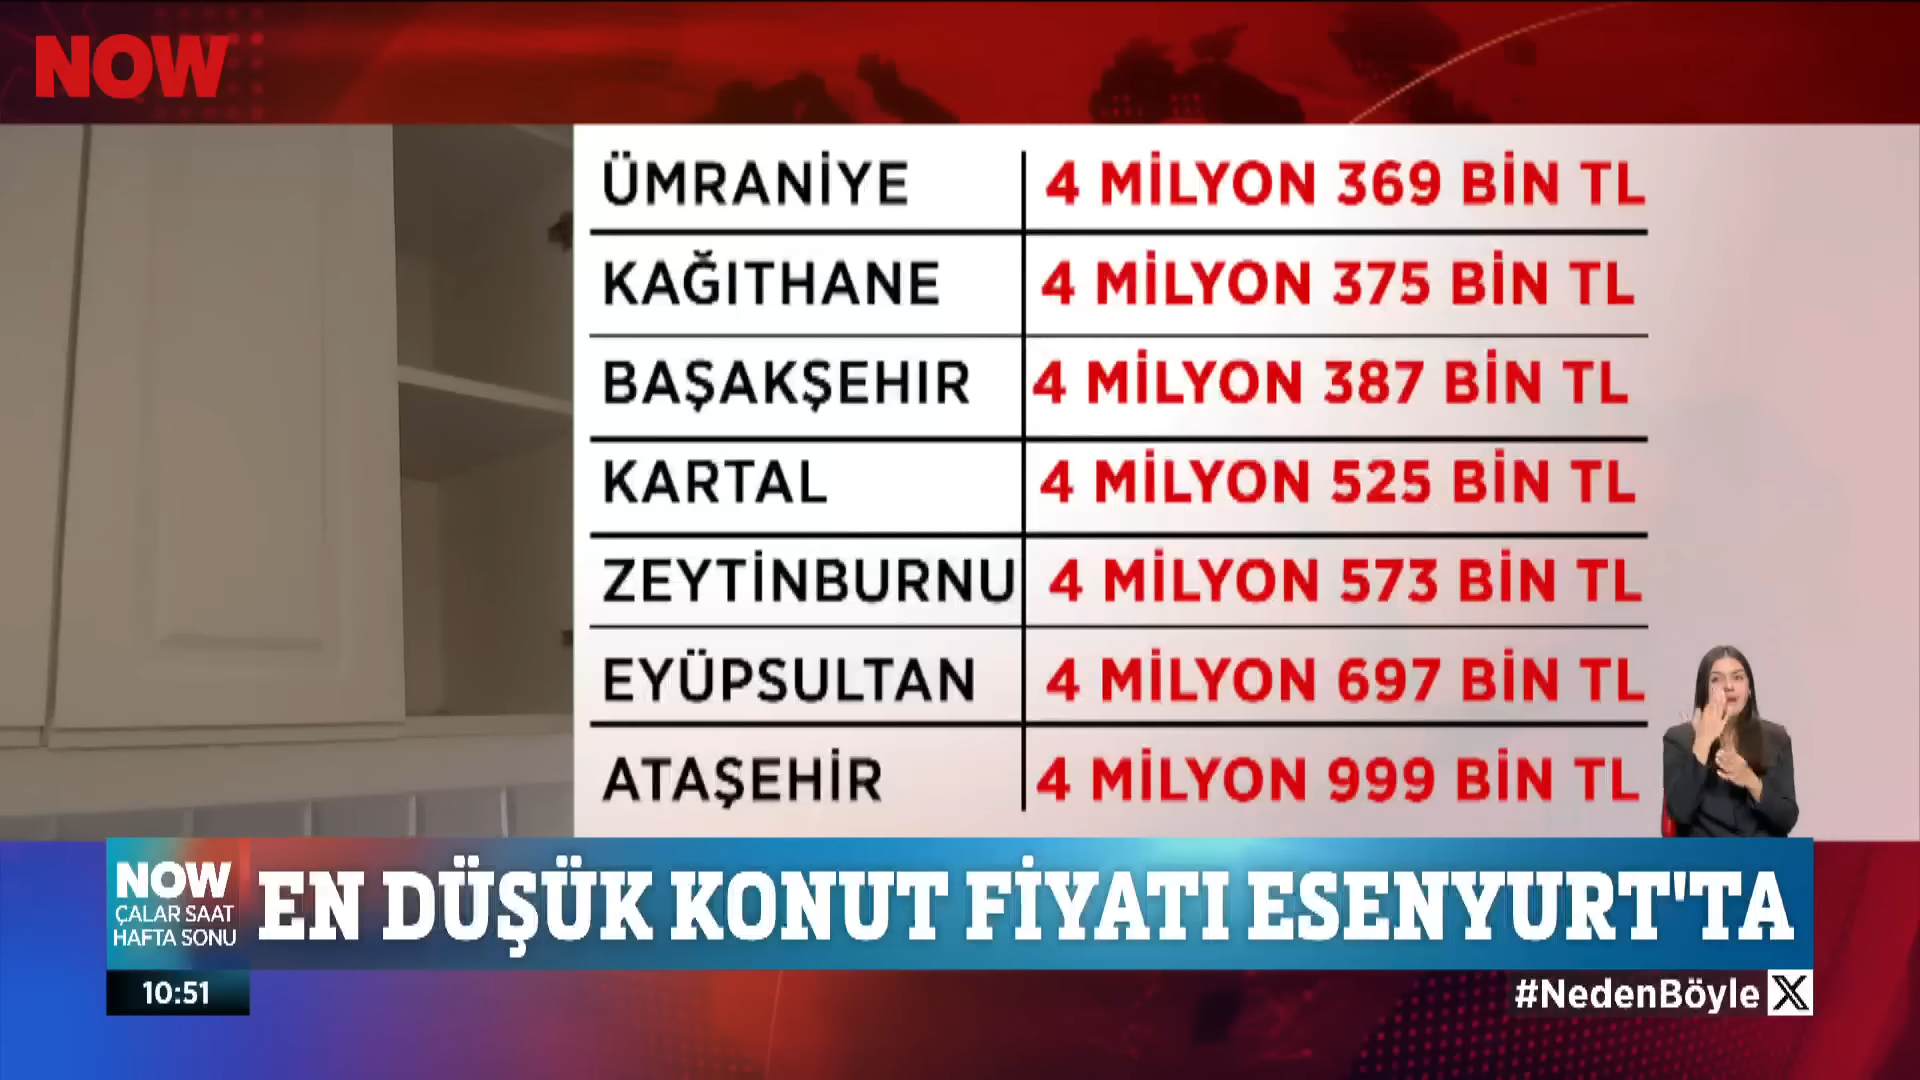 NOW
ÜMRANİYE 4 MİLYON 369 BİN TL
KAĞITHANE 4 MİLYON 375 BİN TL
BAŞAKŞEHIR 4 MİLYON 387 BİN TL
KARTAL 4 MİLYON 525 BİN TL
ZEYTİNBURNU 4 MİLYON 573 BİN TL
EYÜPSULTAN 4 MİLYON 697 BİN TL
ATAŞEHİR 4 MİLYON 999 BİN TL
NOW
ÇALAR SAAT
HAFTA SONU
EN DÜŞÜK KONUT FİYATI ESENYURT'TA
10:51
#NedenBöyle X